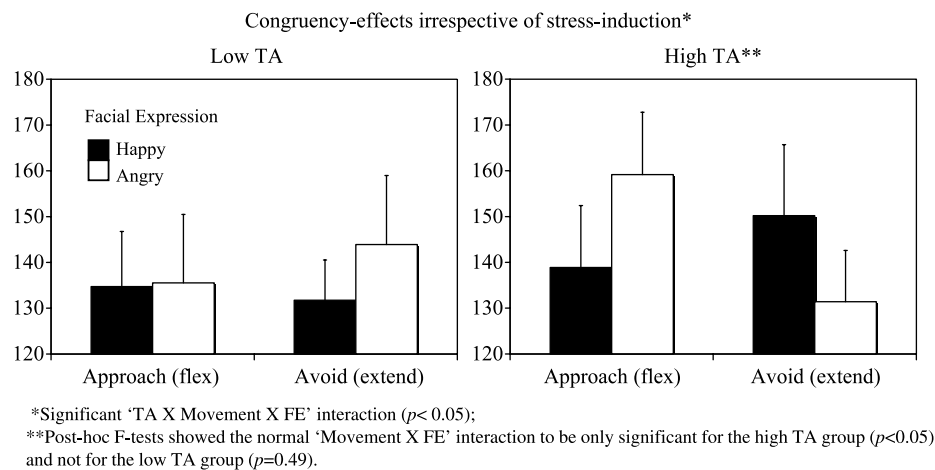 Congruency-effects irrespective of stress-induction*
Low TA
High TA**
180
170
160
150
140
130
120
Facial Expression
Happy
Angry
Approach (flex)
Avoid (extend)
180
170
160
150
140
130
120
Approach (flex)
Avoid (extend)
*Significant ‘TA X Movement X FE’ interaction (p< 0.05);
**Post-hoc F-tests showed the normal ‘Movement X FE’ interaction to be only significant for the high TA group (p<0.05)
and not for the low TA group (p=0.49).